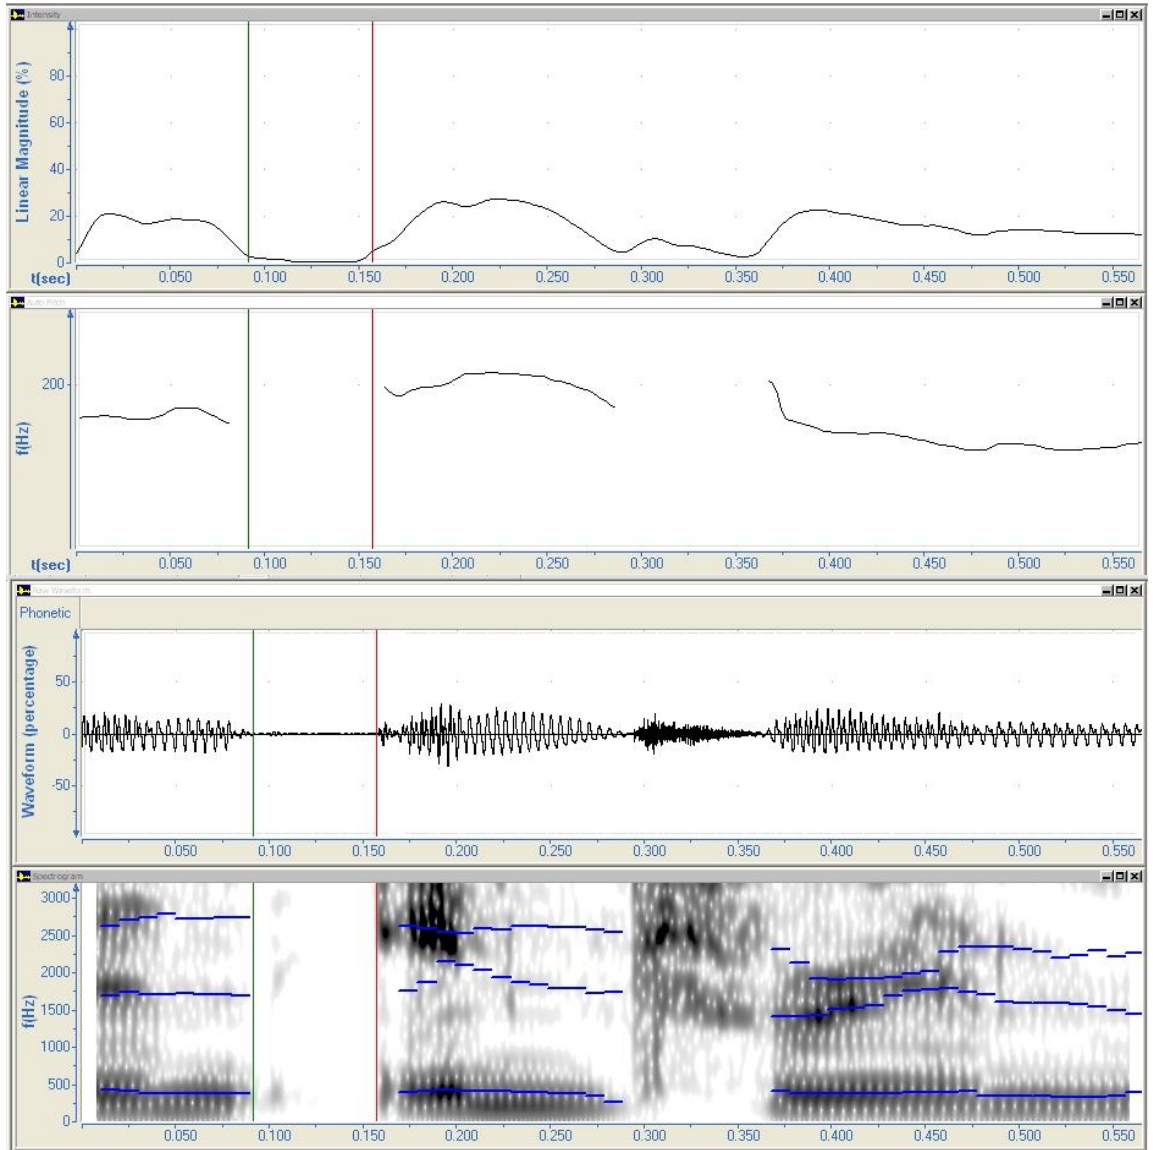 Intensity
Linear Magnitude (%)
80
60
40
20
0
t(sec)
0.050 0.100 0.150 0.200 0.250 0.300 0.350 0.400 0.450 0.500 0.550
Auto Pitch
f(Hz)
200
t(sec)
0.050 0.100 0.150 0.200 0.250 0.300 0.350 0.400 0.450 0.500 0.550
Raw Waveform
Phonetic
Waveform (percentage)
50
0
-50
0.050 0.100 0.150 0.200 0.250 0.300 0.350 0.400 0.450 0.500 0.550
Spectrogram
f(Hz)
3000
2500
2000
1500
1000
500
0
0.050 0.100 0.150 0.200 0.250 0.300 0.350 0.400 0.450 0.500 0.550